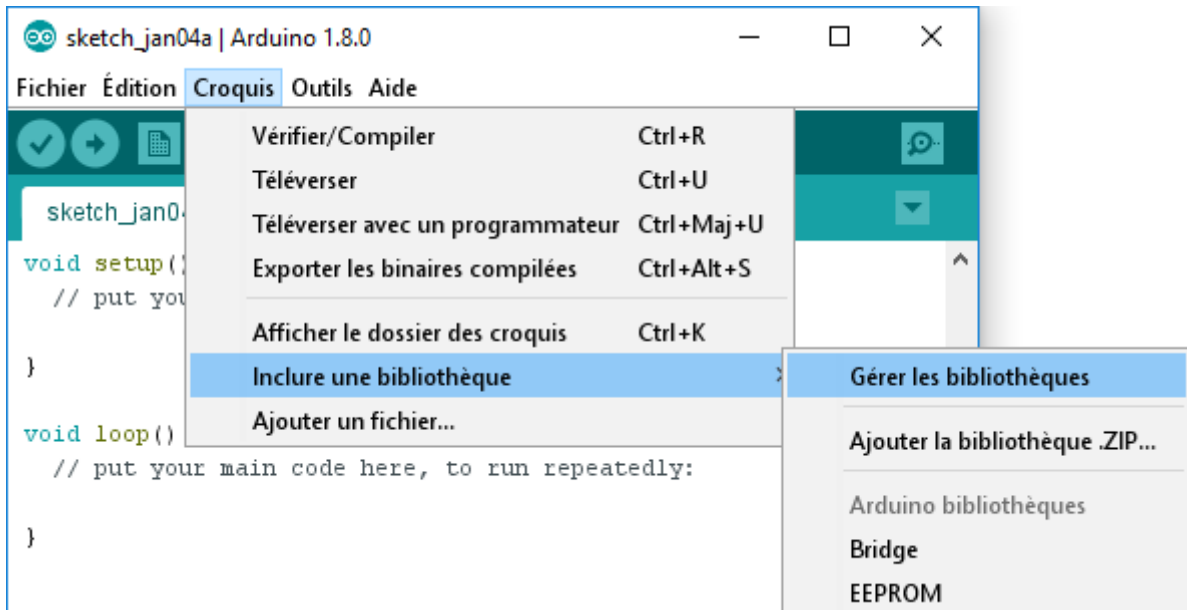 sketch_jan04a | Arduino 1.8.0
Fichier Édition Croquis Outils Aide
Vérifier/Compiler Ctrl+R
Téléverser Ctrl+U
Téléverser avec un programmateur Ctrl+Maj+U
Exporter les binaires compilées Ctrl+Alt+S
Afficher le dossier des croquis Ctrl+K
Inclure une bibliothèque
Ajouter un fichier...
Gérer les bibliothèques
Ajouter la bibliothèque .ZIP...
Arduino bibliothèques
Bridge
EEPROM
sketch_jan0
void setup()
// put you
}
void loop()
// put your main code here, to run repeatedly:
}